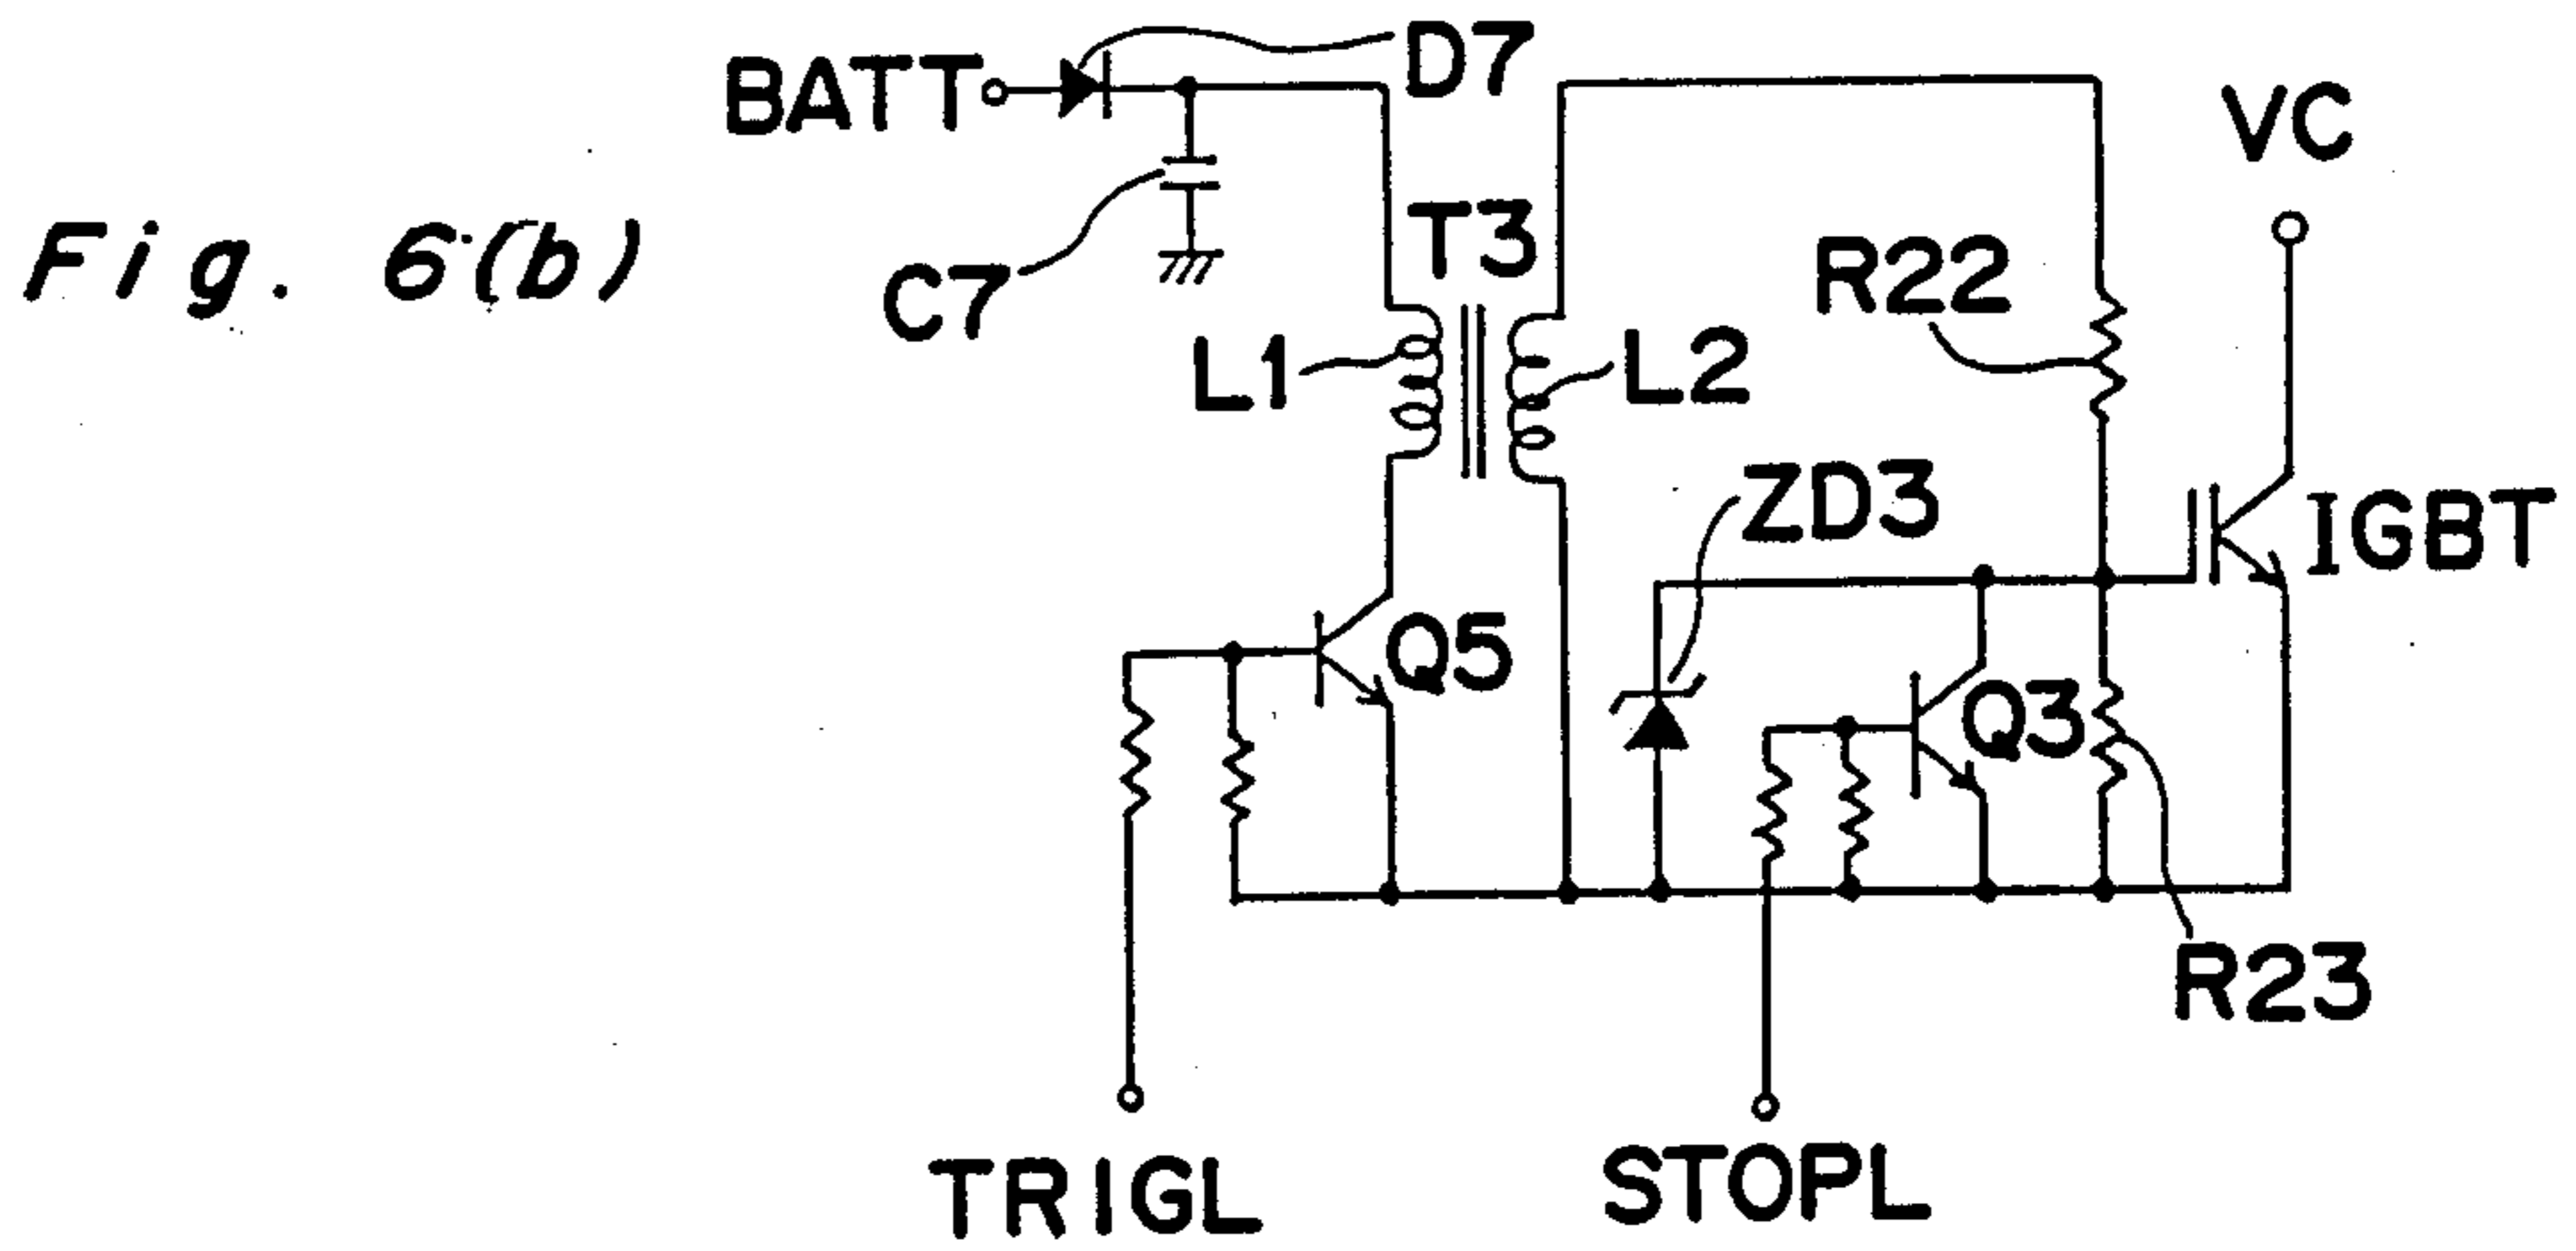 D7
BATT
VC
Fig. 6(b)
T3
R22
C7
L1
L2
ZD3
IGBT
Q5
Q3
R23
TRIGL
STOPL